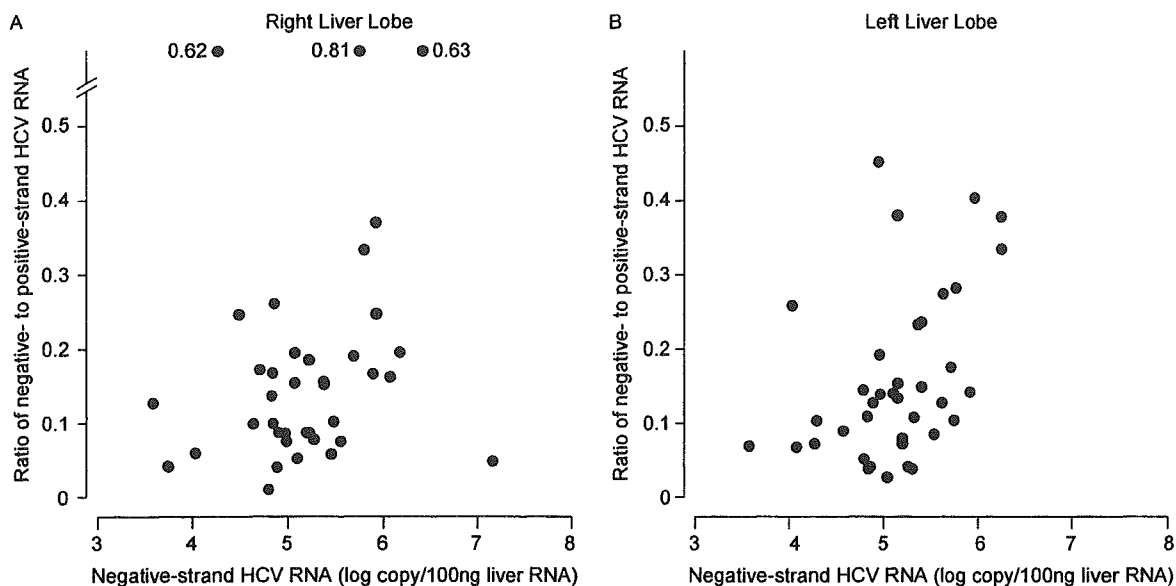 A
Right Liver Lobe
0.62
0.81
0.63
Ratio of negative- to positive-strand HCV RNA
0.5
0.4
0.3
0.2
0.1
0
3 4 5 6 7 8
Negative-strand HCV RNA (log copy/100ng liver RNA)
B
Left Liver Lobe
Ratio of negative- to positive-strand HCV RNA
0.5
0.4
0.3
0.2
0.1
0
3 4 5 6 7 8
Negative-strand HCV RNA (log copy/100ng liver RNA)